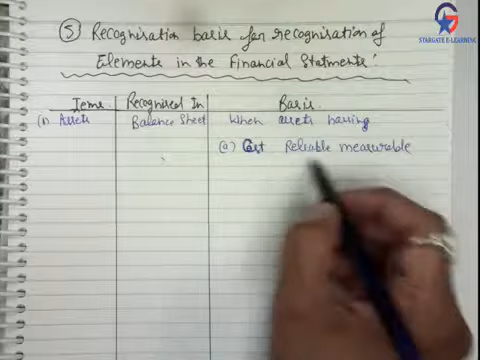 STARGATE E-LEARNING
(5) Recognisation basis for recognisation of
Elements in the Financial Statments'
Items Recognised In Basis
(1) Assets Balance Sheet When assets having
(a) Cost Reliable measurable